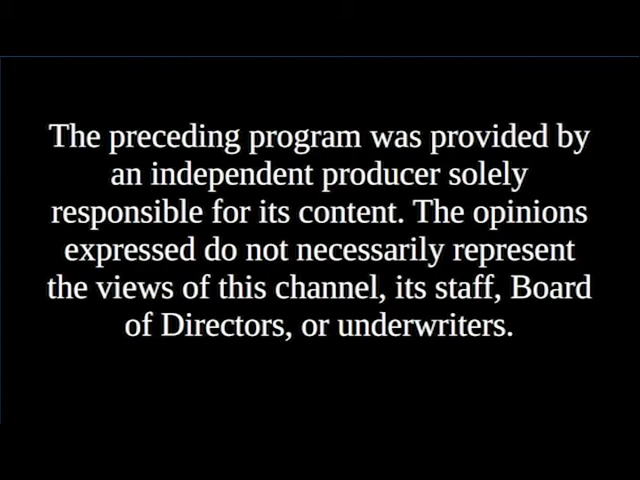 The preceding program was provided by
an independent producer solely
responsible for its content. The opinions
expressed do not necessarily represent
the views of this channel, its staff, Board
of Directors, or underwriters.